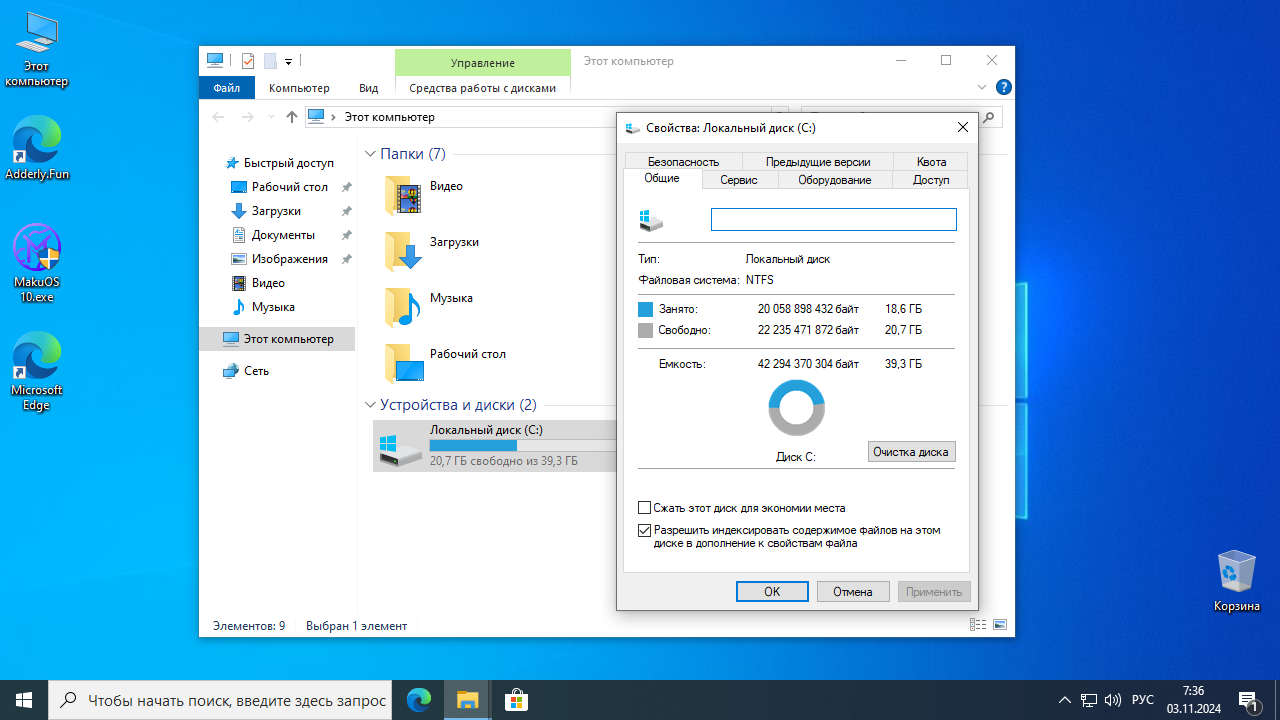 Этот
компьютер
Adderly.Fun
MakuOS
10.exe
Microsoft
Edge
Корзина
Управление
Этот компьютер
Файл
Компьютер
Вид
Средства работы с дисками
?
Этот компьютер
Быстрый доступ
Рабочий стол
Загрузки
Документы
Изображения
Видео
Музыка
Этот компьютер
Сеть
Папки (7)
Видео
Загрузки
Музыка
Рабочий стол
Устройства и диски (2)
Локальный диск (C:)
20,7 ГБ свободно из 39,3 ГБ
Элементов: 9
Выбран 1 элемент
Свойства: Локальный диск (C:)
Безопасность
Предыдущие версии
Квота
Общие
Сервис
Оборудование
Доступ
Тип: Локальный диск
Файловая система: NTFS
Занято: 20 058 898 432 байт 18,6 ГБ
Свободно: 22 235 471 872 байт 20,7 ГБ
Емкость: 42 294 370 304 байт 39,3 ГБ
Диск C:
Очистка диска
Сжать этот диск для экономии места
Разрешить индексировать содержимое файлов на этом
диске в дополнение к свойствам файла
ОК
Отмена
Применить
Чтобы начать поиск, введите здесь запрос
РУС
7:36
03.11.2024
1